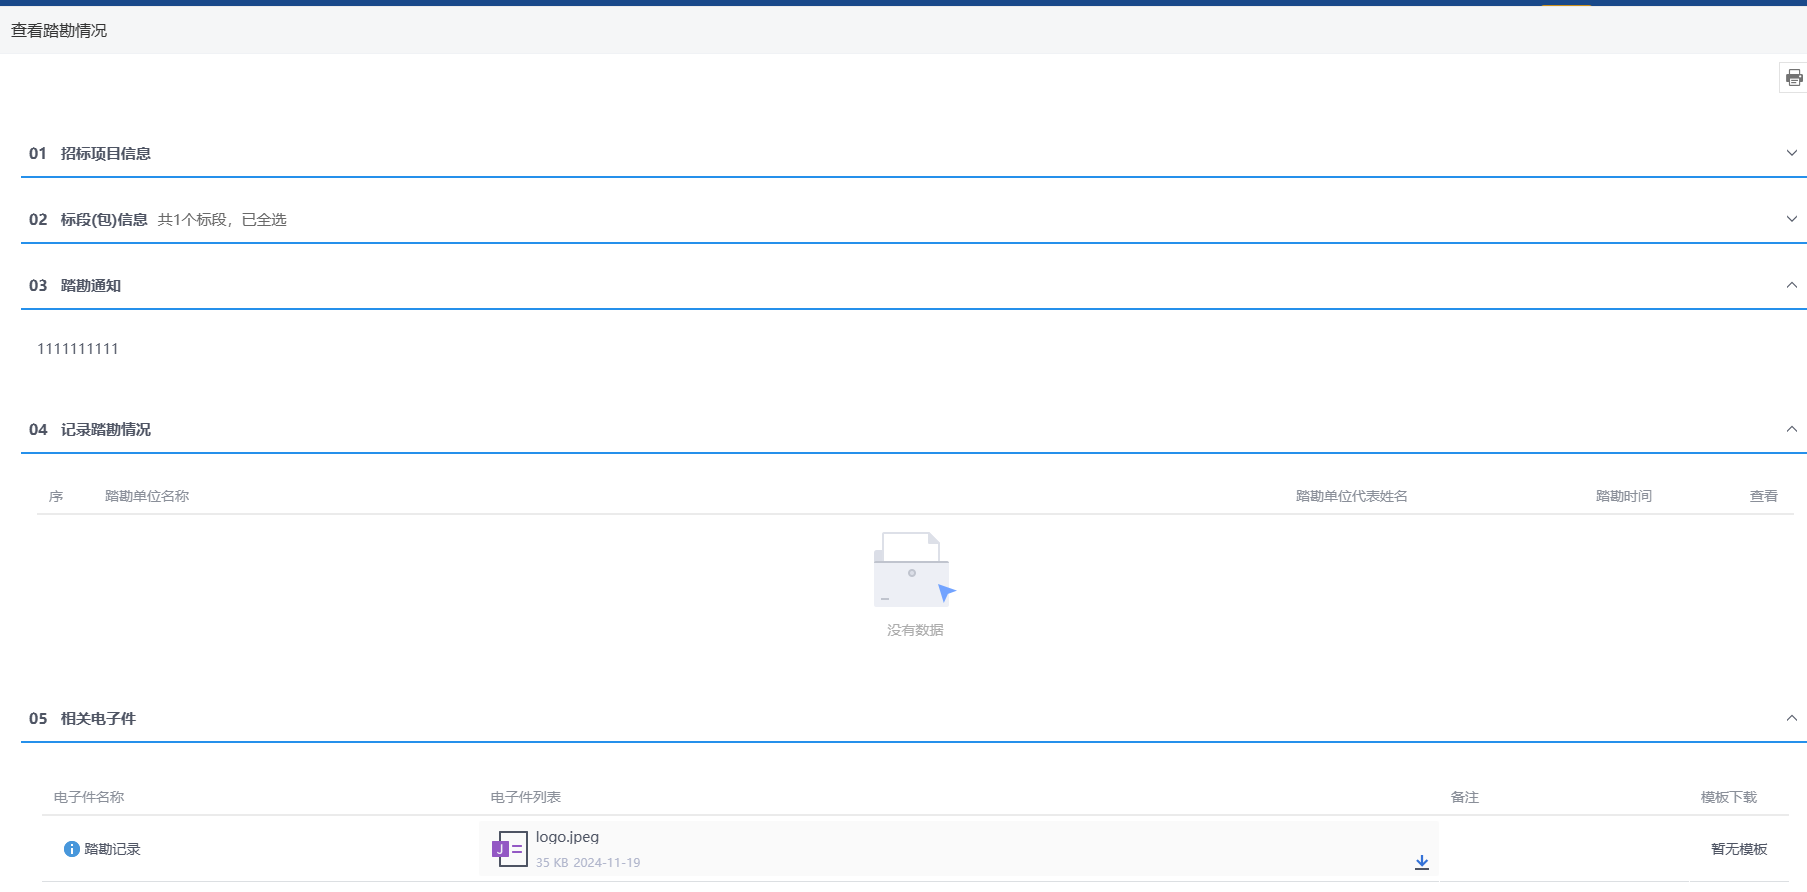 查看踏勘情况
01 招标项目信息
02 标段(包)信息 共1个标段，已全选
03 踏勘通知
1111111111
04 记录踏勘情况
序 踏勘单位名称 踏勘单位代表姓名 踏勘时间 查看
没有数据
05 相关电子件
电子件名称 电子件列表 备注 模板下载
踏勘记录 J logo.jpeg 暂无模板
35 KB 2024-11-19